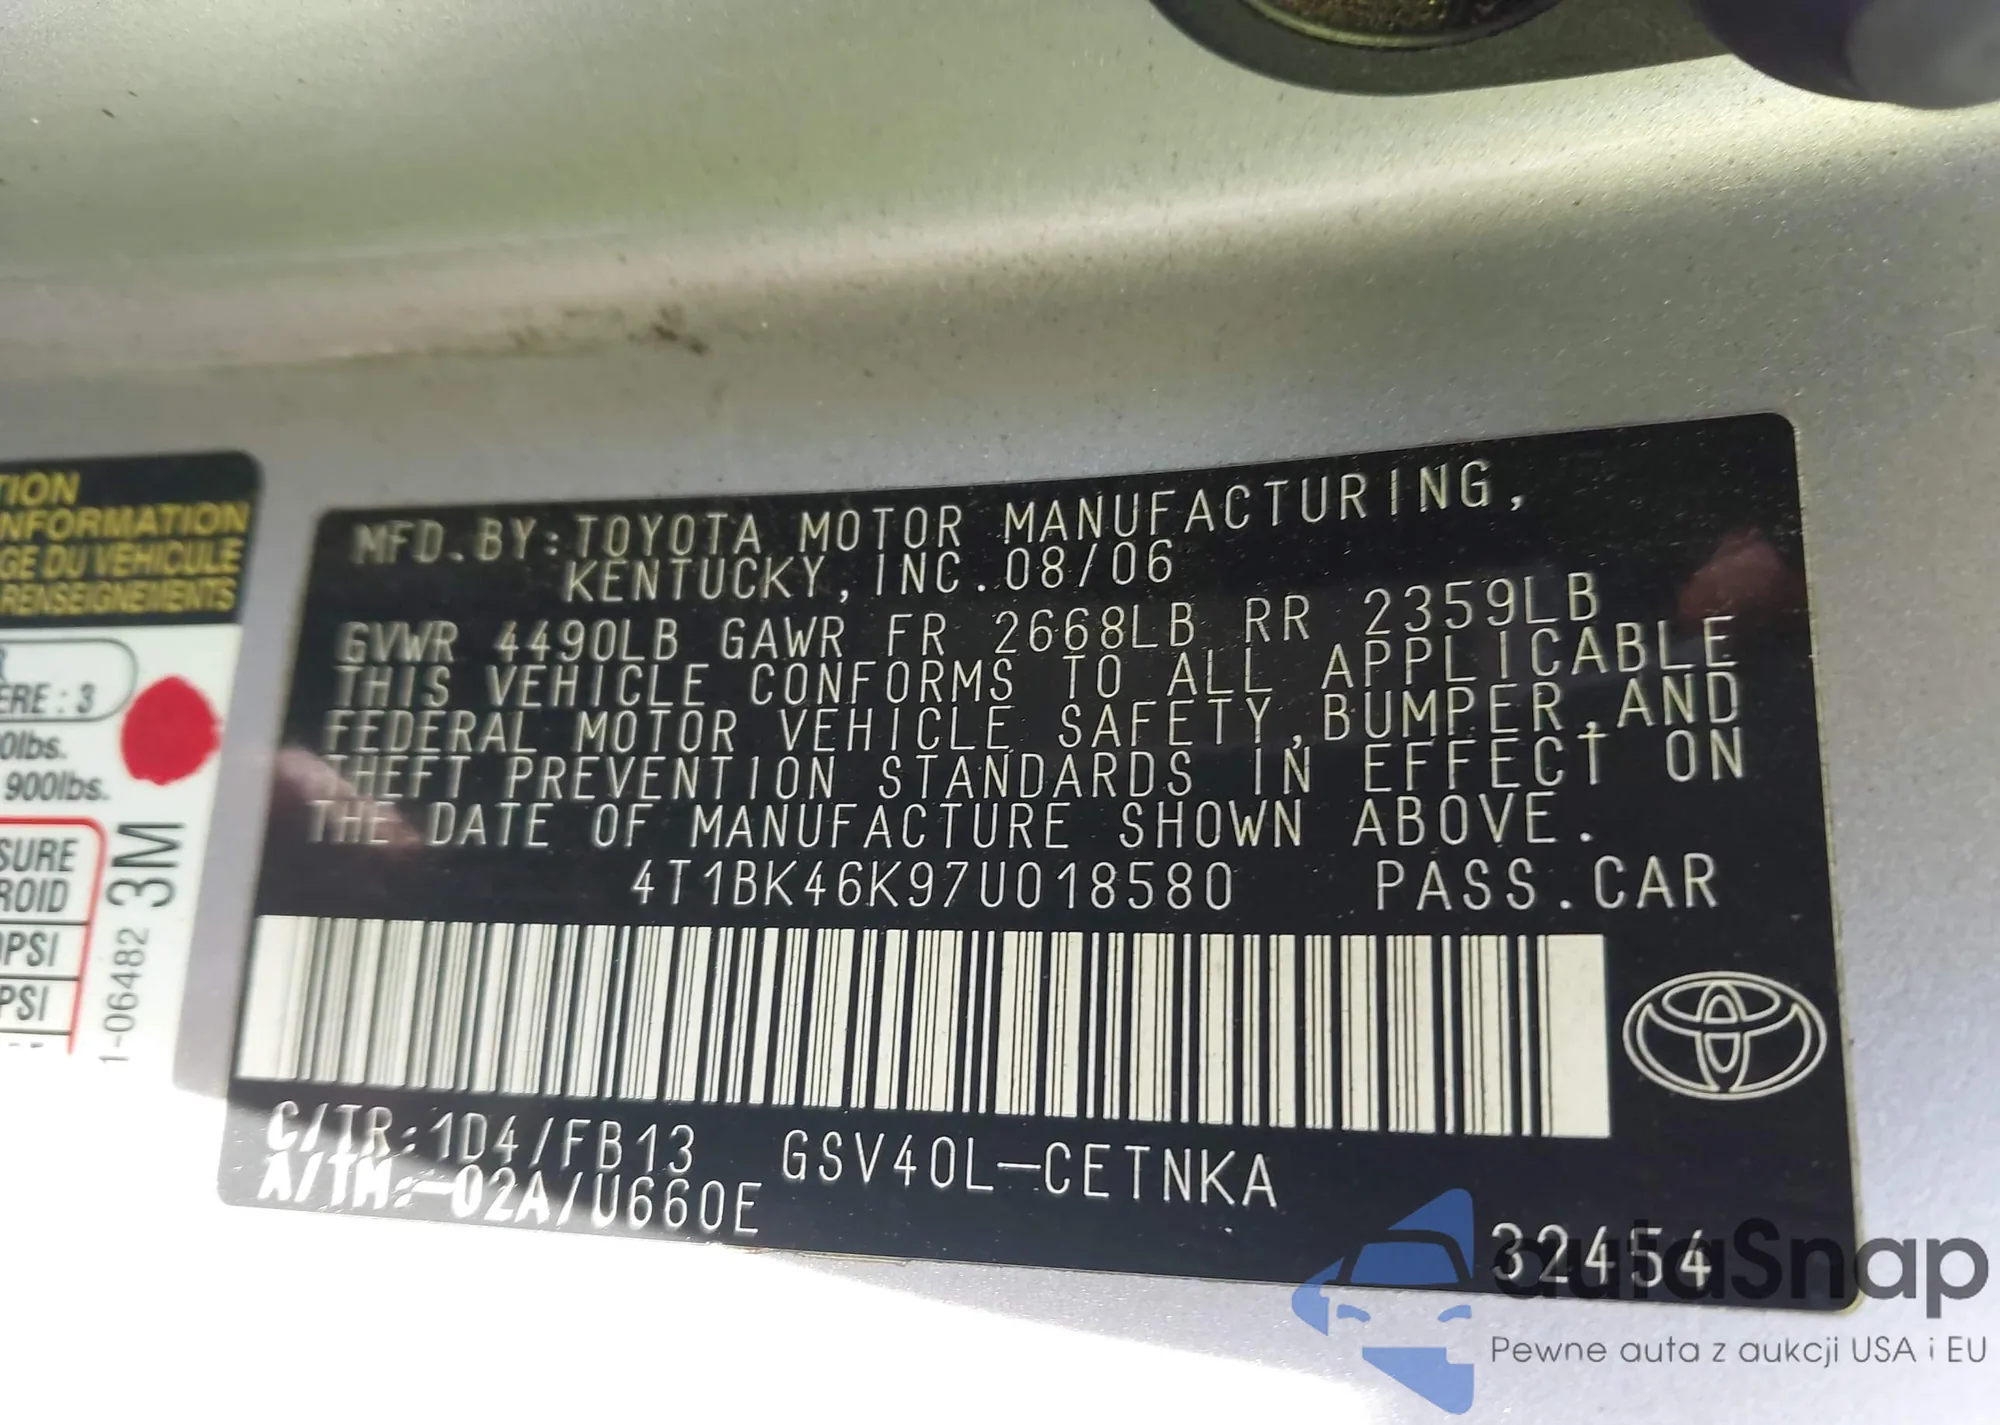 TION
INFORMATION
GE DU VEHICULE
RENSEIGNEMENTS
ERE : 3
0lbs.
900lbs.
SURE
ROID
0PSI
PSI
1-06482 3M
MFD. BY: TOYOTA MOTOR MANUFACTURING,
KENTUCKY, INC. 08/06
GVWR 4490LB GAWR FR 2668LB RR 2359LB
THIS VEHICLE CONFORMS TO ALL APPLICABLE
FEDERAL MOTOR VEHICLE SAFETY, BUMPER, AND
THEFT PREVENTION STANDARDS IN EFFECT ON
THE DATE OF MANUFACTURE SHOWN ABOVE.
4T1BK46K97U018580 PASS. CAR
C/TR: 1D4/FB13 GSV40L-CETNKA
A/TM: -02A/U660E
32454
autaSnap
Pewne auta z aukcji USA i EU